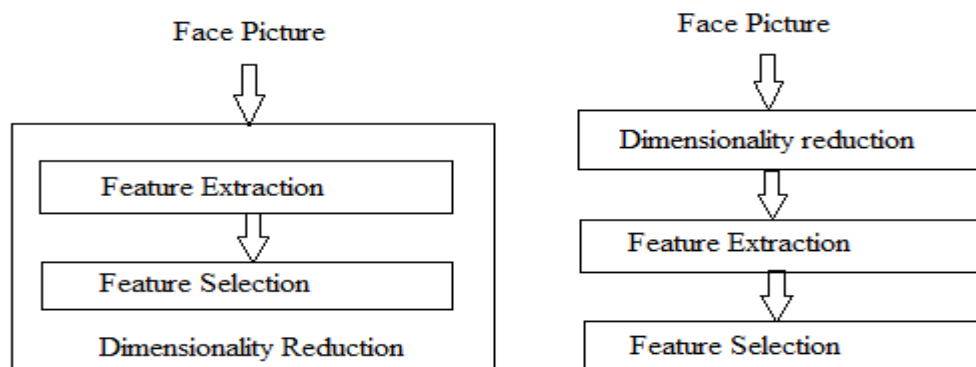 Face Picture
Feature Extraction
Feature Selection
Dimensionality Reduction
Face Picture
Dimensionality reduction
Feature Extraction
Feature Selection